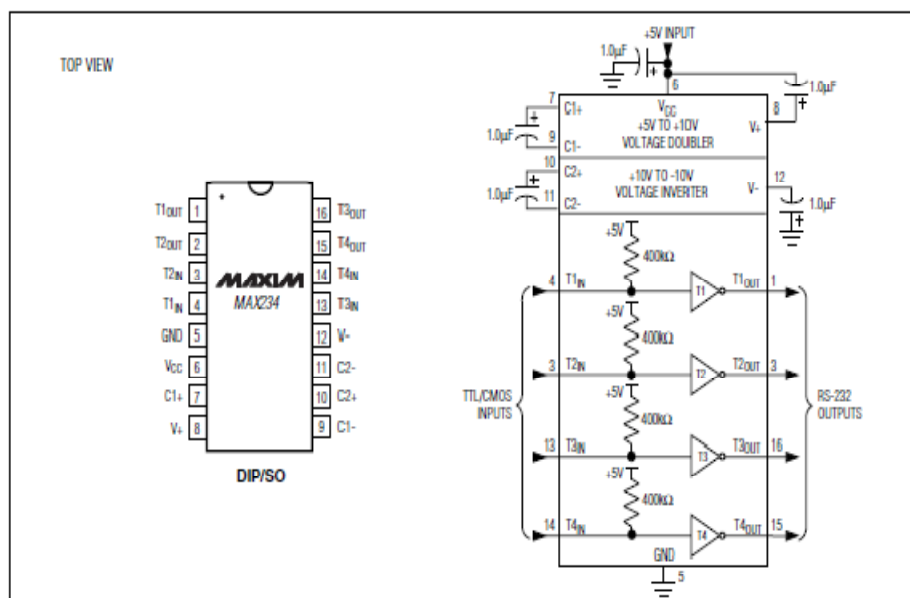 TOP VIEW
T1OUT 1
T2OUT 2
T2IN 3
T1IN 4
GND 5
VCC 6
C1+ 7
V+ 8
16 T3OUT
15 T4OUT
14 T4IN
13 T3IN
12 V-
11 C2-
10 C2+
9 C1-
MAXIM
MAX234
DIP/SO
+5V INPUT
1.0µF
6
1.0µF
7 C1+
1.0µF
9 C1-
VCC
+5V TO +10V
VOLTAGE DOUBLER
8
V+
10 C2+
1.0µF
11 C2-
+10V TO -10V
VOLTAGE INVERITER
12
V-
1.0µF
+5V
400kΩ
4 T1IN T1 T1OUT 1
+5V
400kΩ
3 T2IN T2 T2OUT 3
+5V
400kΩ
13 T3IN T3 T3OUT 16
+5V
400kΩ
14 T4IN T4 T4OUT 15
TTL/CMOS
INPUTS
RS-232
OUTPUTS
GND
5